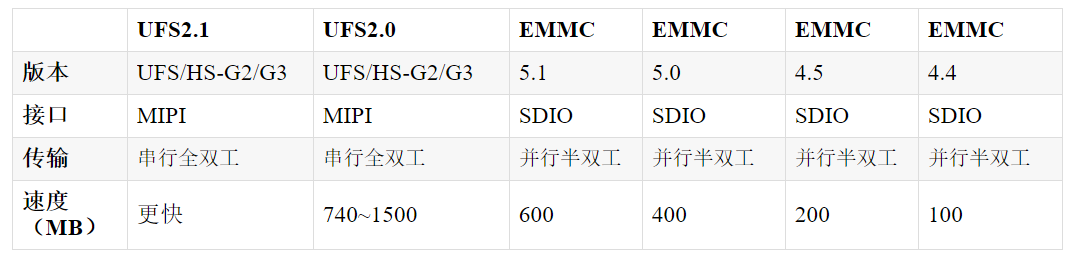 UFS2.1 UFS2.0 EMMC EMMC EMMC EMMC
版本 UFS/HS-G2/G3 UFS/HS-G2/G3 5.1 5.0 4.5 4.4
接口 MIPI MIPI SDIO SDIO SDIO SDIO
传输 串行全双工 串行全双工 并行半双工 并行半双工 并行半双工 并行半双工
速度
（MB） 更快 740~1500 600 400 200 100